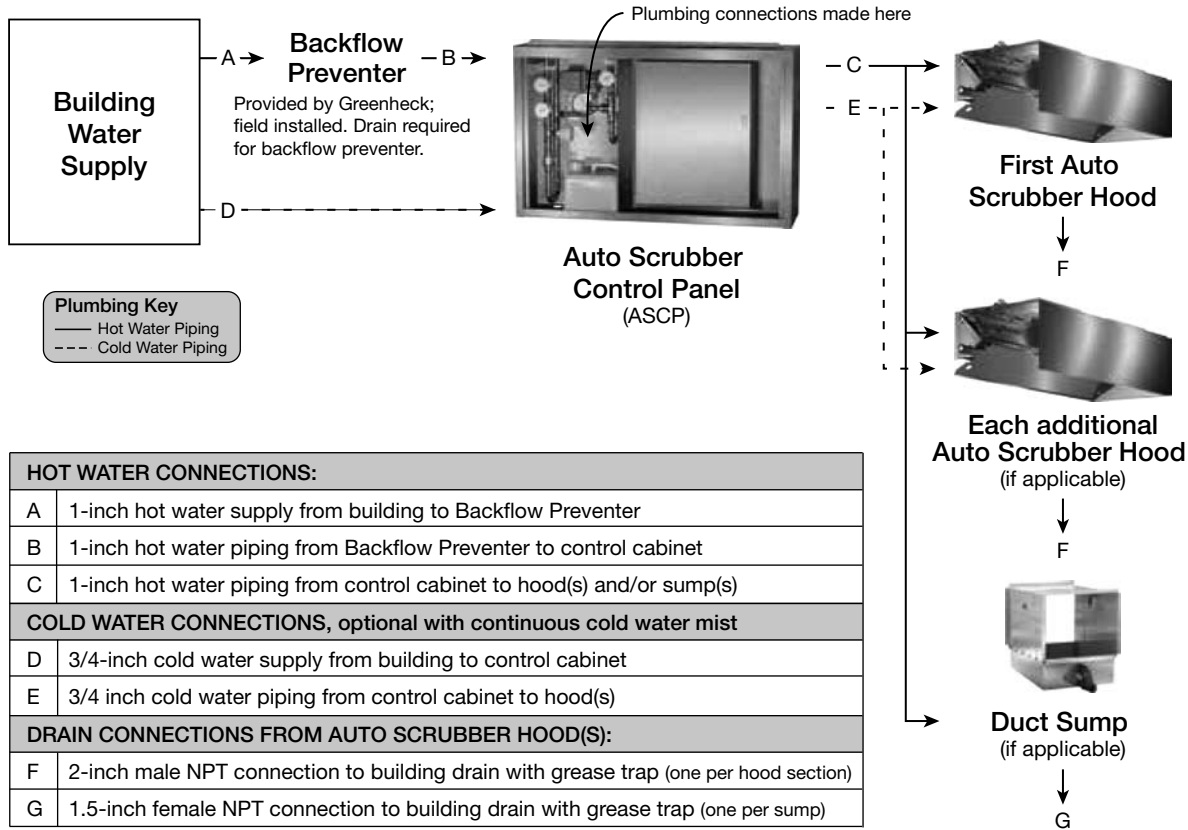 Plumbing connections made here
Building
Water
Supply
A
Backflow
Preventer
Provided by Greenheck;
field installed. Drain required
for backflow preventer.
B
D
Auto Scrubber
Control Panel
(ASCP)
C
E
First Auto
Scrubber Hood
F
Each additional
Auto Scrubber Hood
(if applicable)
F
Duct Sump
(if applicable)
G
Plumbing Key
Hot Water Piping
Cold Water Piping
HOT WATER CONNECTIONS:
A 1-inch hot water supply from building to Backflow Preventer
B 1-inch hot water piping from Backflow Preventer to control cabinet
C 1-inch hot water piping from control cabinet to hood(s) and/or sump(s)
COLD WATER CONNECTIONS, optional with continuous cold water mist
D 3/4-inch cold water supply from building to control cabinet
E 3/4 inch cold water piping from control cabinet to hood(s)
DRAIN CONNECTIONS FROM AUTO SCRUBBER HOOD(S):
F 2-inch male NPT connection to building drain with grease trap (one per hood section)
G 1.5-inch female NPT connection to building drain with grease trap (one per sump)